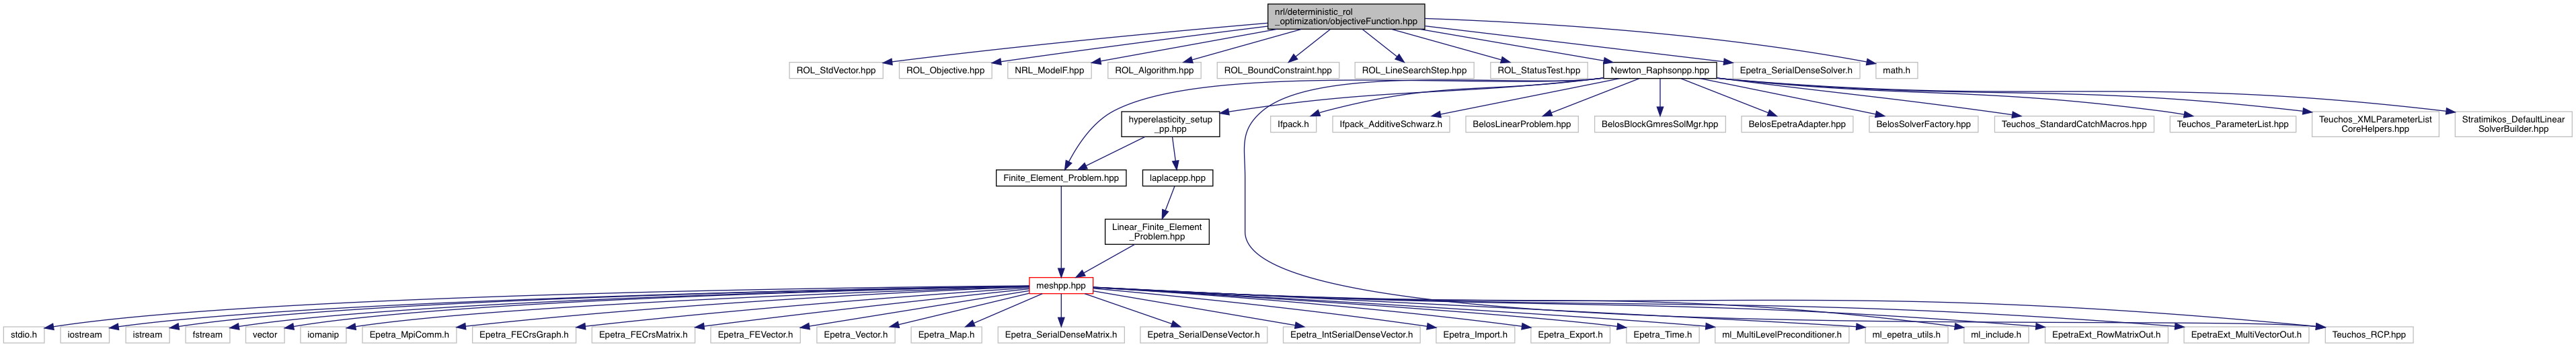 nrl/deterministic_rol
_optimization/objectiveFunction.hpp
ROL_StdVector.hpp
ROL_Objective.hpp
NRL_ModelF.hpp
ROL_Algorithm.hpp
ROL_BoundConstraint.hpp
ROL_LineSearchStep.hpp
ROL_StatusTest.hpp
Newton_Raphsonpp.hpp
Epetra_SerialDenseSolver.h
math.h
hyperelasticity_setup
_pp.hpp
Ifpack.h
Ifpack_AdditiveSchwarz.h
BelosLinearProblem.hpp
BelosBlockGmresSolMgr.hpp
BelosEpetraAdapter.hpp
BelosSolverFactory.hpp
Teuchos_StandardCatchMacros.hpp
Teuchos_ParameterList.hpp
Teuchos_XMLParameterList
CoreHelpers.hpp
Stratimikos_DefaultLinear
SolverBuilder.hpp
Finite_Element_Problem.hpp
laplacepp.hpp
Linear_Finite_Element
_Problem.hpp
meshpp.hpp
stdio.h
iostream
istream
fstream
vector
iomanip
Epetra_MpiComm.h
Epetra_FECrsGraph.h
Epetra_FECrsMatrix.h
Epetra_FEVector.h
Epetra_Vector.h
Epetra_Map.h
Epetra_SerialDenseMatrix.h
Epetra_SerialDenseVector.h
Epetra_IntSerialDenseVector.h
Epetra_Import.h
Epetra_Export.h
Epetra_Time.h
ml_MultiLevelPreconditioner.h
ml_epetra_utils.h
ml_include.h
EpetraExt_RowMatrixOut.h
EpetraExt_MultiVectorOut.h
Teuchos_RCP.hpp